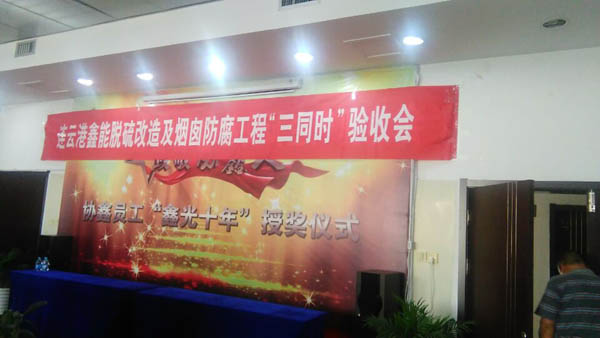 连云港鑫能脱硫改造及烟囱防腐工程“三同时”验收会
协鑫员工“鑫光十年”授奖仪式